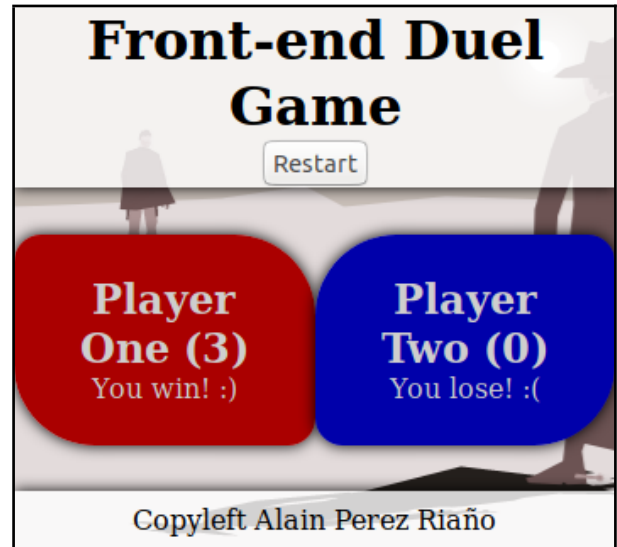 Front-end Duel
Game
Restart
Player
One (3)
You win! :)
Player
Two (0)
You lose! :(
Copyleft Alain Perez Riaño